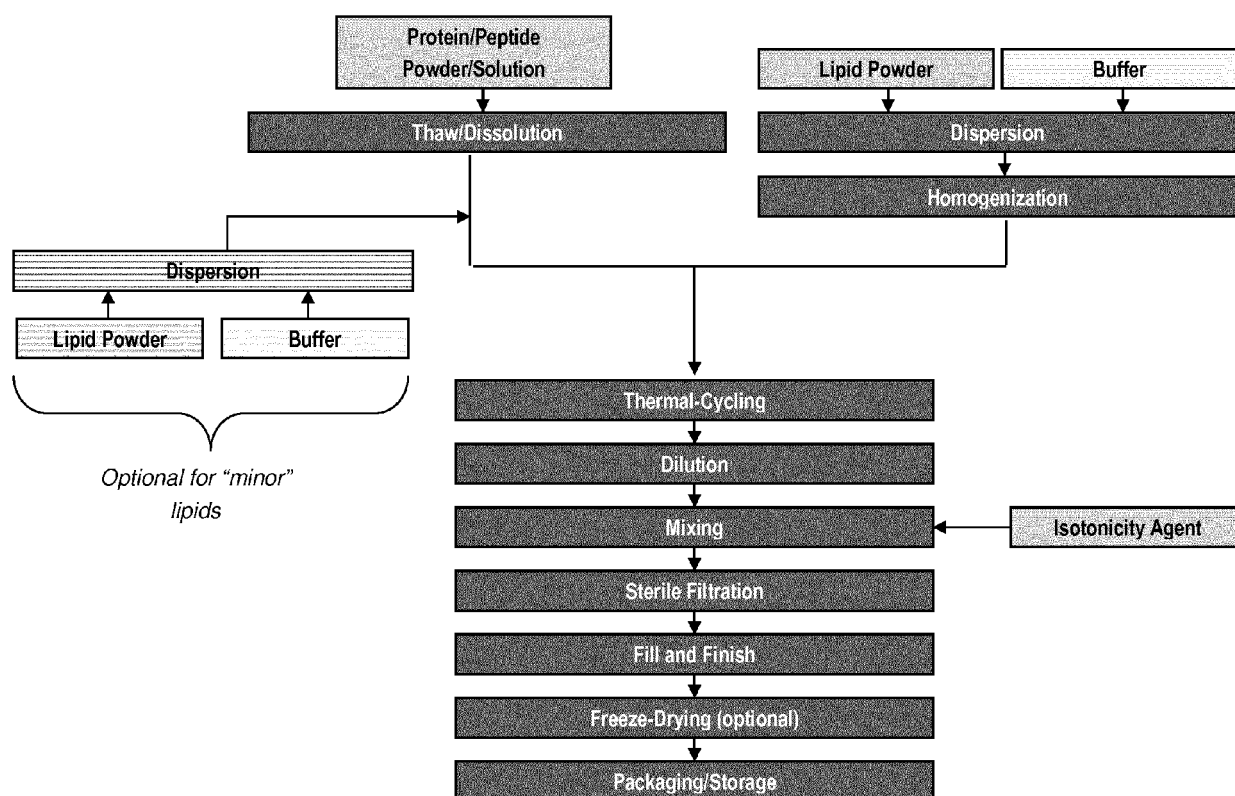 Protein/Peptide
Powder/Solution
Lipid Powder
Buffer
Thaw/Dissolution
Dispersion
Homogenization
Dispersion
Lipid Powder
Buffer
Optional for “minor”
lipids
Thermal-Cycling
Dilution
Mixing
Isotonicity Agent
Sterile Filtration
Fill and Finish
Freeze-Drying (optional)
Packaging/Storage